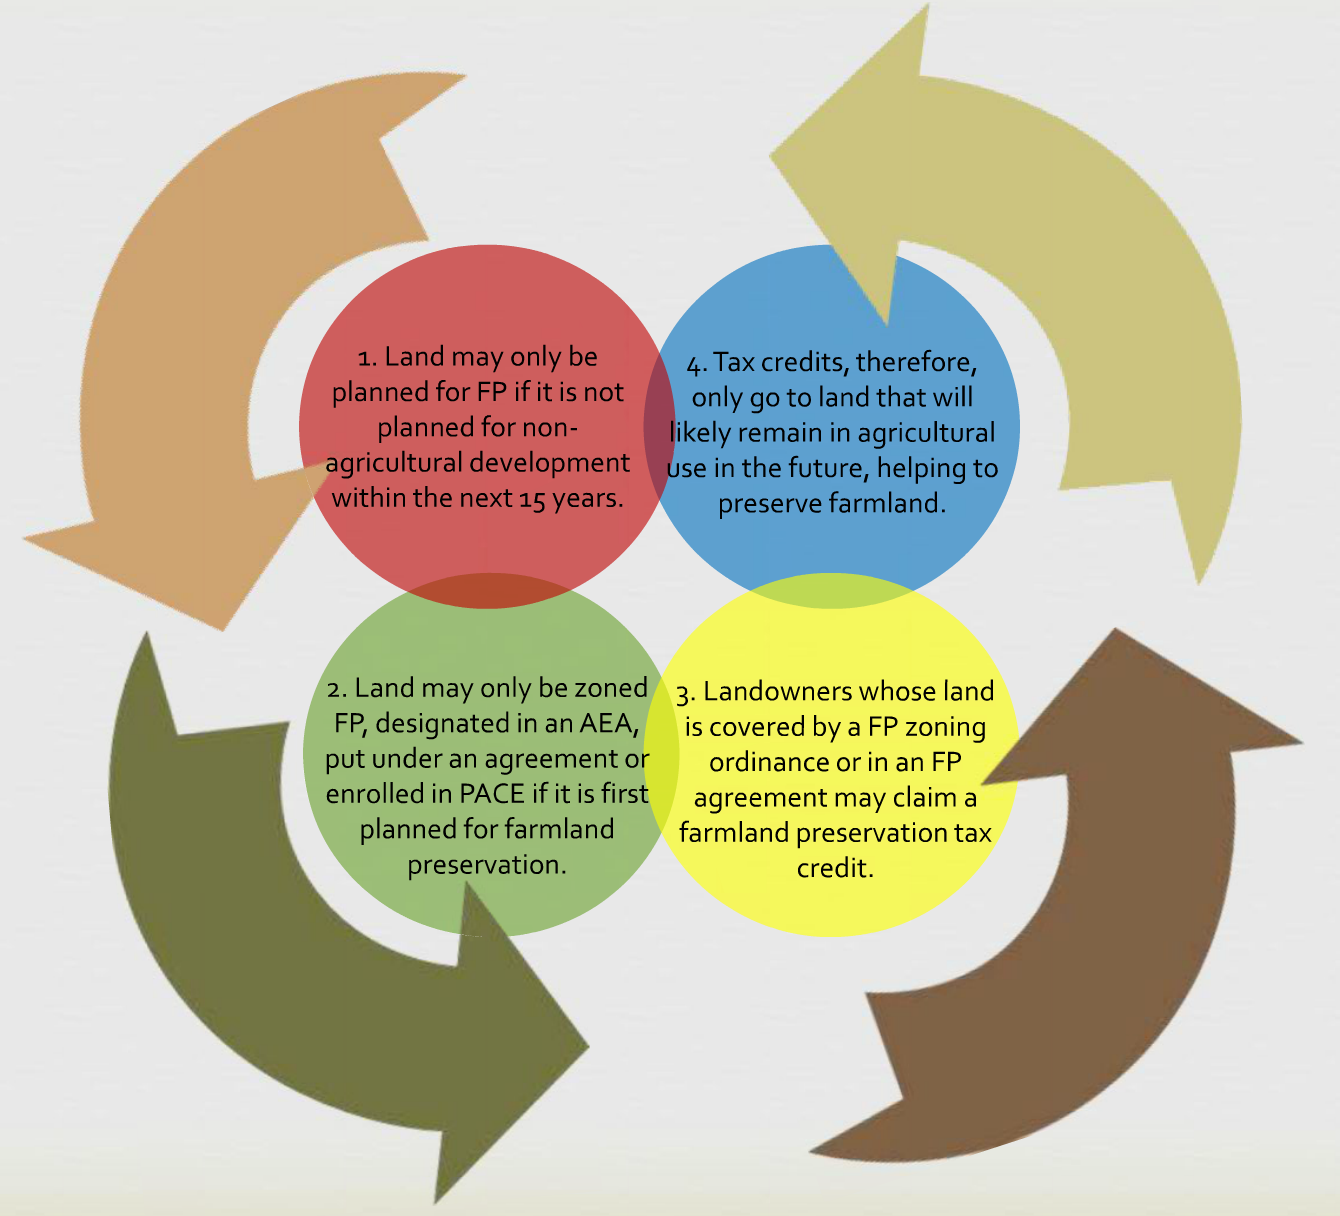 1. Land may only be
planned for FP if it is not
planned for non-
agricultural development
within the next 15 years.
2. Land may only be zoned
FP, designated in an AEA,
put under an agreement or
enrolled in PACE if it is first
planned for farmland
preservation.
3. Landowners whose land
is covered by a FP zoning
ordinance or in an FP
agreement may claim a
farmland preservation tax
credit.
4. Tax credits, therefore,
only go to land that will
likely remain in agricultural
use in the future, helping to
preserve farmland.